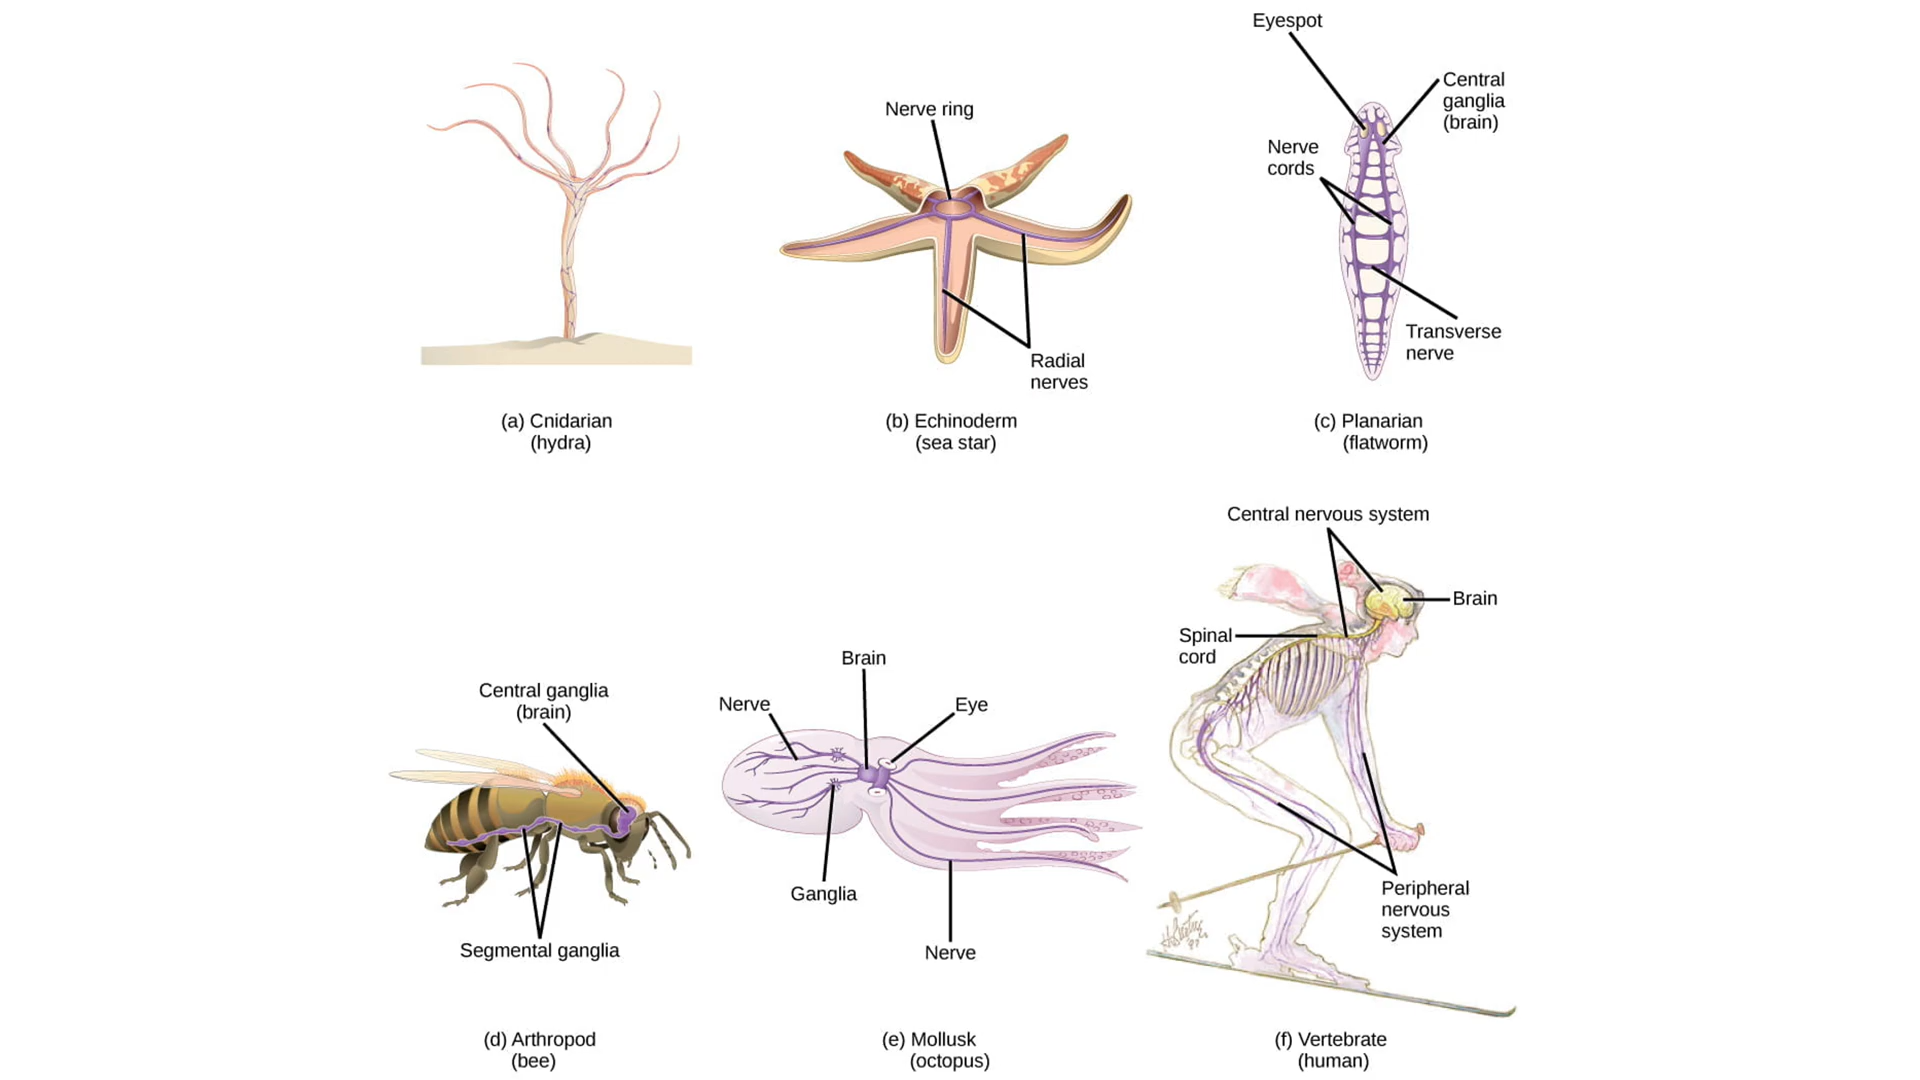 Nerve ring
Radial
nerves
Eyespot
Central
ganglia
(brain)
Nerve
cords
Transverse
nerve
(a) Cnidarian
(hydra)
(b) Echinoderm
(sea star)
(c) Planarian
(flatworm)
Central ganglia
(brain)
Segmental ganglia
Brain
Nerve
Eye
Ganglia
Nerve
Central nervous system
Brain
Spinal
cord
Peripheral
nervous
system
(d) Arthropod
(bee)
(e) Mollusk
(octopus)
(f) Vertebrate
(human)